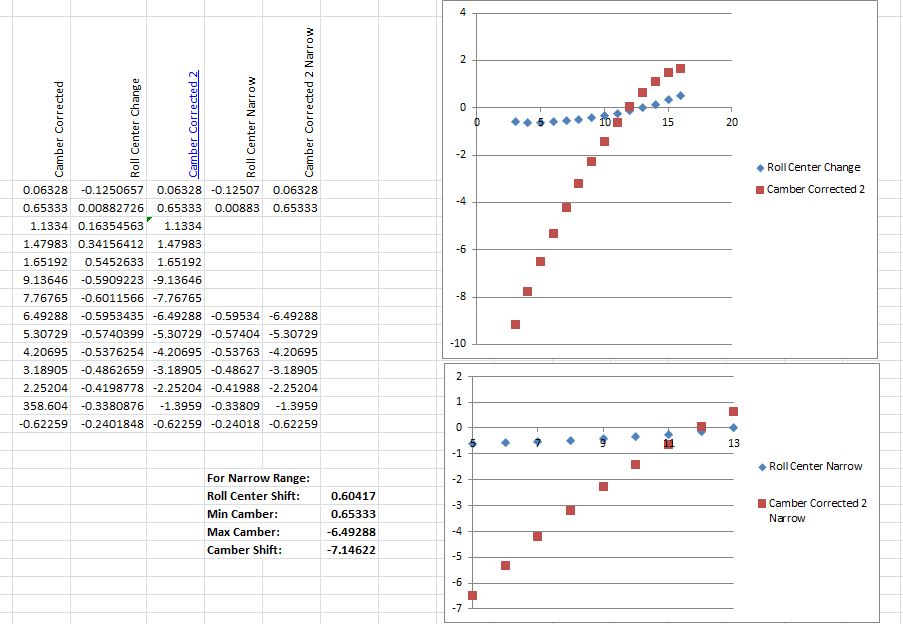 Camber Corrected Roll Center Change Camber Corrected 2 Roll Center Narrow Camber Corrected 2 Narrow
0.06328 -0.1250657 0.06328 -0.12507 0.06328
0.65333 0.00882726 0.65333 0.00883 0.65333
1.1334 0.16354563 1.1334
1.47983 0.34156412 1.47983
1.65192 0.5452633 1.65192
9.13646 -0.5909223 -9.13646
7.76765 -0.6011566 -7.76765
6.49288 -0.5953435 -6.49288 -0.59534 -6.49288
5.30729 -0.5740399 -5.30729 -0.57404 -5.30729
4.20695 -0.5376254 -4.20695 -0.53763 -4.20695
3.18905 -0.4862659 -3.18905 -0.48627 -3.18905
2.25204 -0.4198778 -2.25204 -0.41988 -2.25204
358.604 -0.3380876 -1.3959 -0.33809 -1.3959
-0.62259 -0.2401848 -0.62259 -0.24018 -0.62259
For Narrow Range:
Roll Center Shift: 0.60417
Min Camber: 0.65333
Max Camber: -6.49288
Camber Shift: -7.14622
4
2
0
0 5 10 15 20
-2
-4
-6
-8
-10
Roll Center Change
Camber Corrected 2
2
1
0
5 7 9 11 13
-1
-2
-3
-4
-5
-6
-7
Roll Center Narrow
Camber Corrected 2
Narrow